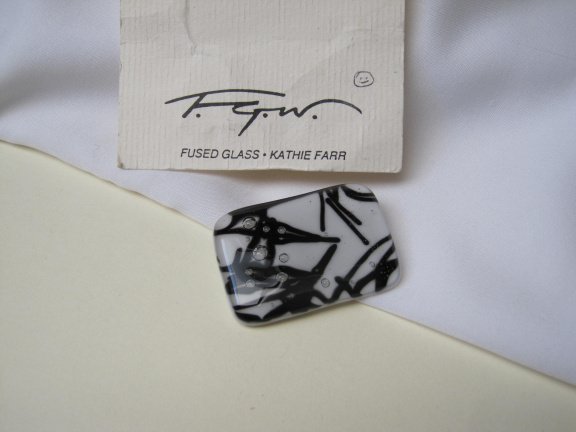 F.G.W.
FUSED GLASS • KATHIE FARR